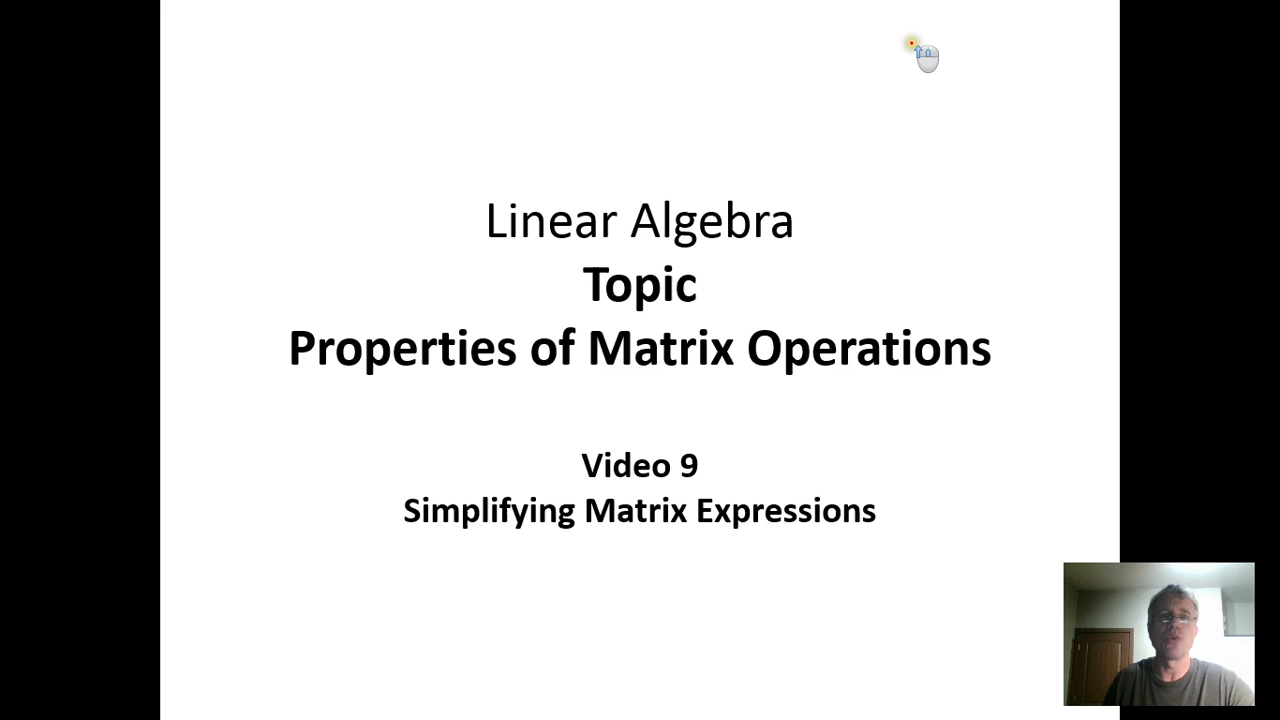 Linear Algebra
Topic
Properties of Matrix Operations
Video 9
Simplifying Matrix Expressions